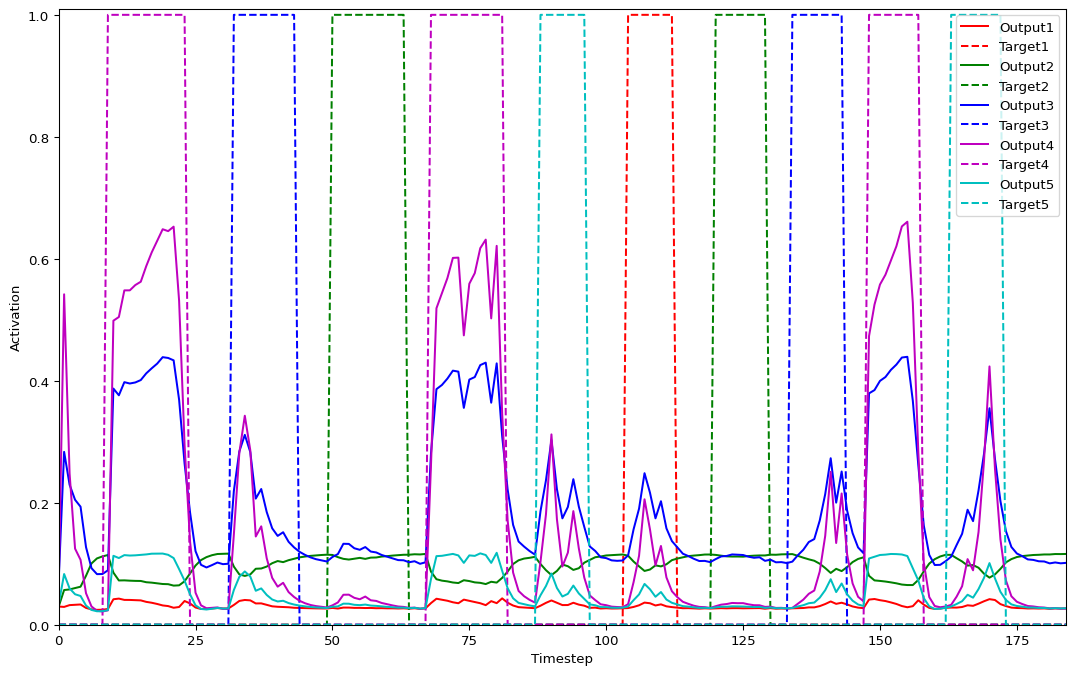 1.0
0.8
0.6
0.4
0.2
0.0
Activation
0
25
50
75
100
125
150
175
Timestep
Output1
Target1
Output2
Target2
Output3
Target3
Output4
Target4
Output5
Target5